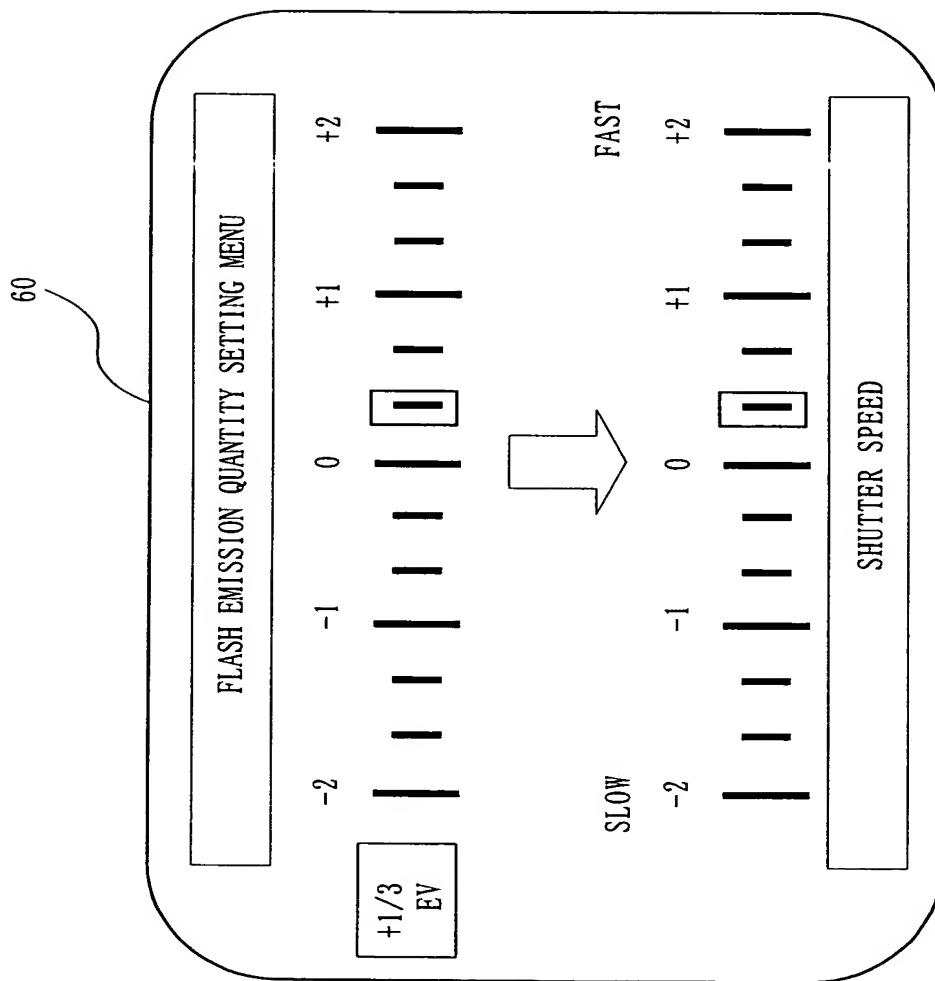 60
FLASH EMISSION QUANTITY SETTING MENU
-2 -1 0 +1 +2
+1/3
EV
SLOW FAST
-2 -1 0 +1 +2
SHUTTER SPEED